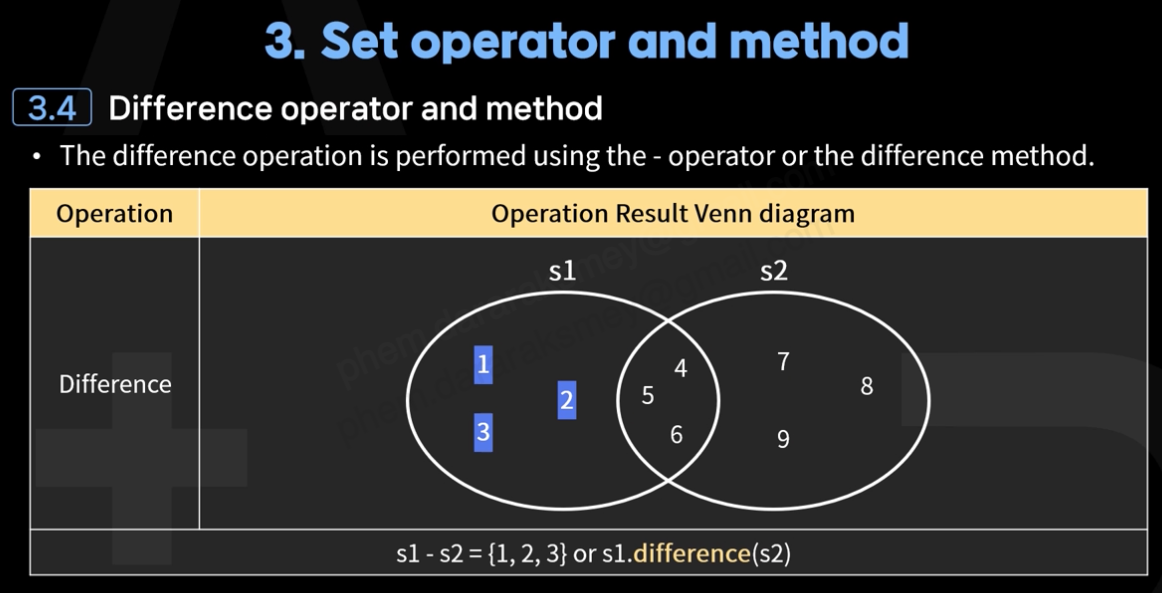 3. Set operator and method
3.4 Difference operator and method
• The difference operation is performed using the - operator or the difference method.
Operation Operation Result Venn diagram
s1 s2
Difference
1
2
3
4
5
6
7
8
9
s1 - s2 = {1, 2, 3} or s1.difference(s2)